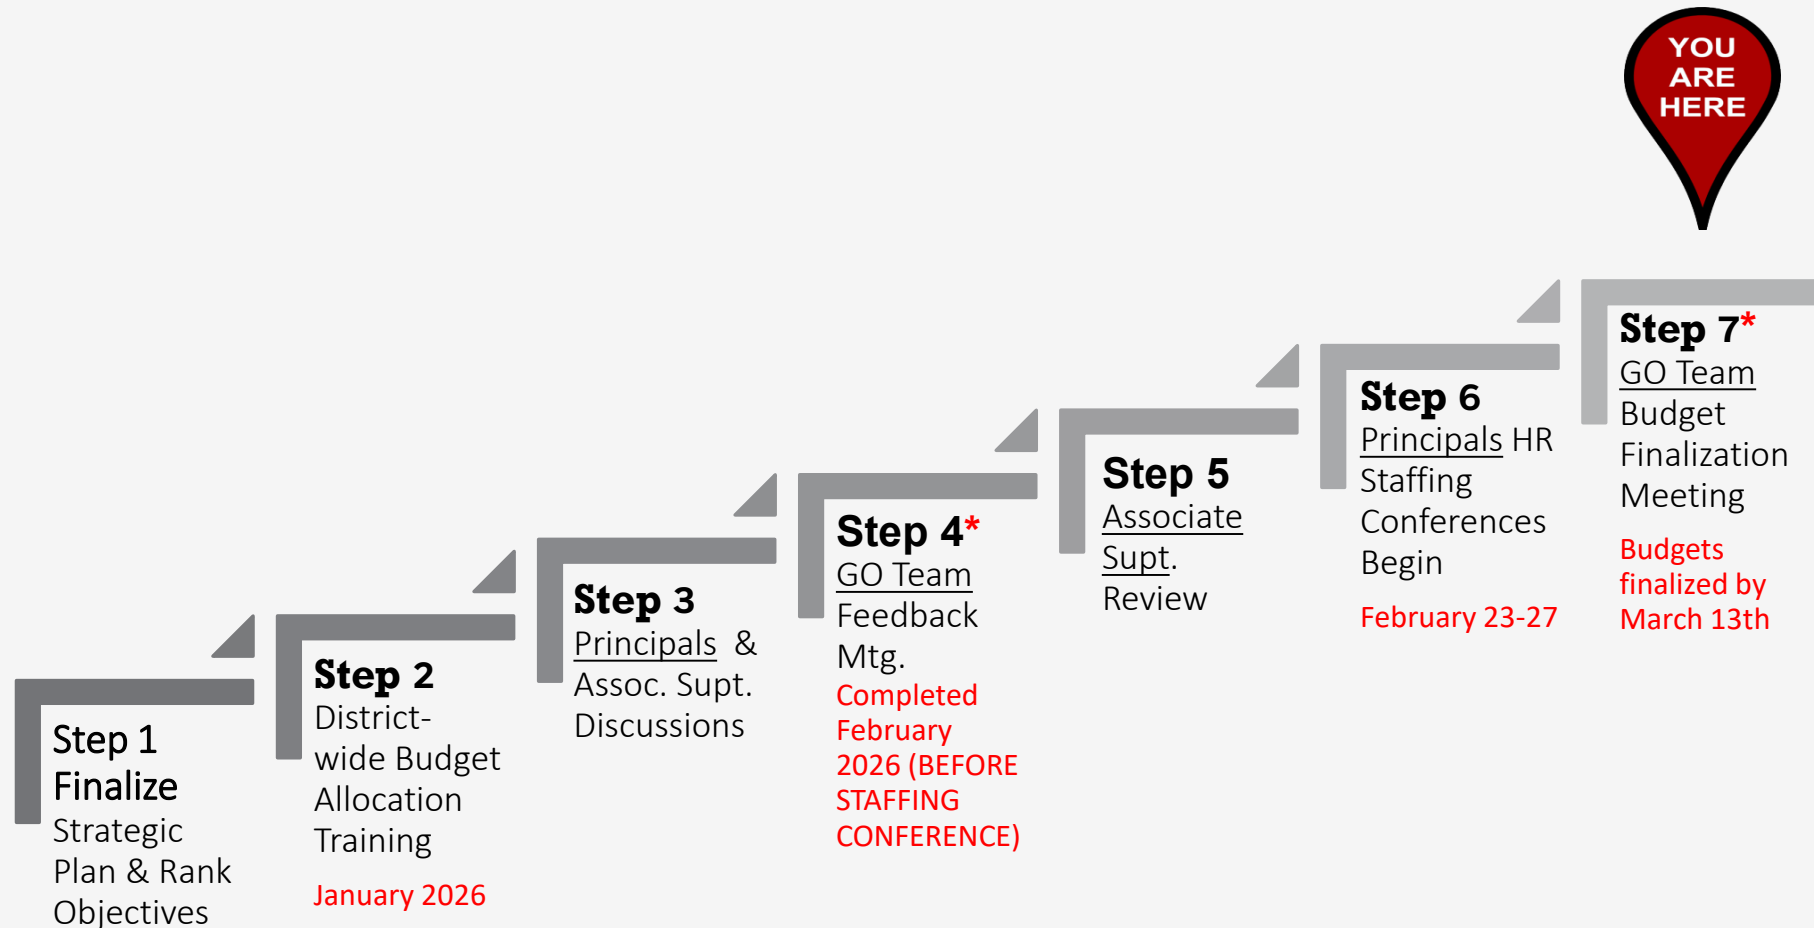 YOU
ARE
HERE
Step 1
Finalize
Strategic
Plan & Rank
Objectives
Step 2
District-
wide Budget
Allocation
Training
January 2026
Step 3
Principals & 
Assoc. Supt.
Discussions
Step 4*
GO Team
Feedback
Mtg.
Completed
February
2026 (BEFORE
STAFFING
CONFERENCE)
Step 5
Associate
Supt.
Review
Step 6
Principals HR
Staffing
Conferences
Begin
February 23-27
Step 7*
GO Team
Budget
Finalization
Meeting
Budgets
finalized by
March 13th